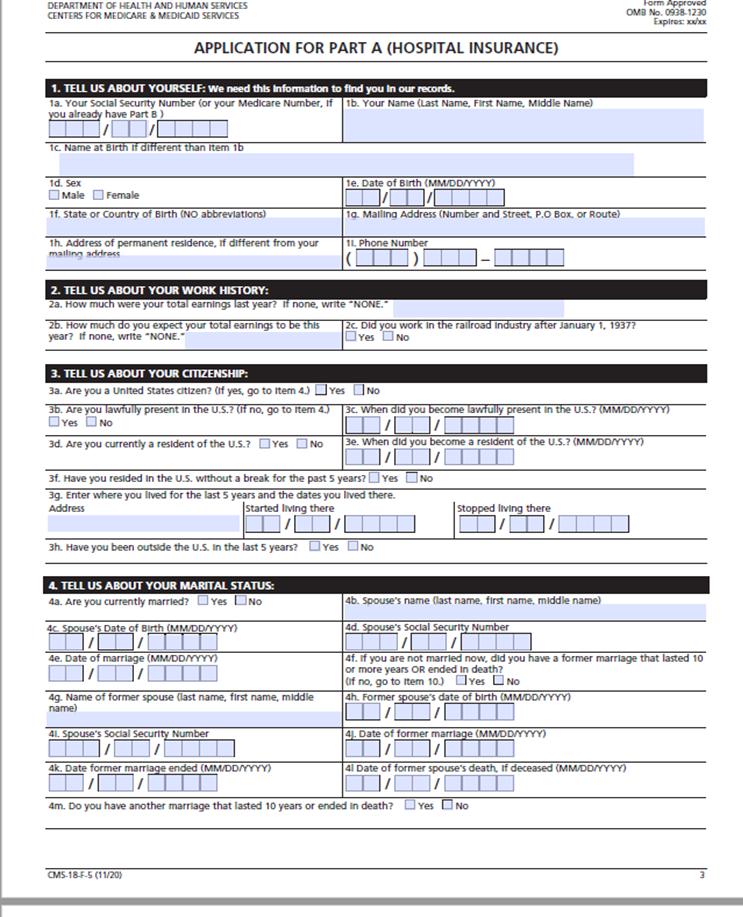 DEPARTMENT OF HEALTH AND HUMAN SERVICES
CENTERS FOR MEDICARE & MEDICAID SERVICES
Form Approved
OMB No. 0938-1230
Expires: xx/xx
APPLICATION FOR PART A (HOSPITAL INSURANCE)
1. TELL US ABOUT YOURSELF: We need this information to find you in our records.
1a. Your Social Security Number (or your Medicare Number, if
you already have Part B )
/ /
1b. Your Name (Last Name, First Name, Middle Name)
1c. Name at Birth if different than item 1b
1d. Sex
Male Female
1e. Date of Birth (MM/DD/YYYY)
/ /
1f. State or Country of Birth (NO abbreviations)
1g. Mailing Address (Number and Street, P.O Box, or Route)
1h. Address of permanent residence, if different from your
mailing address
1i. Phone Number
( ) –
2. TELL US ABOUT YOUR WORK HISTORY:
2a. How much were your total earnings last year? If none, write “NONE.”
2b. How much do you expect your total earnings to be this
year? If none, write “NONE.”
2c. Did you work in the railroad industry after January 1, 1937?
Yes No
3. TELL US ABOUT YOUR CITIZENSHIP:
3a. Are you a United States citizen? (If yes, go to item 4.) Yes No
3b. Are you lawfully present in the U.S.? (If no, go to item 4.)
Yes No
3c. When did you become lawfully present in the U.S.? (MM/DD/YYYY)
/ /
3d. Are you currently a resident of the U.S.? Yes No
3e. When did you become a resident of the U.S.? (MM/DD/YYYY)
/ /
3f. Have you resided in the U.S. without a break for the past 5 years? Yes No
3g. Enter where you lived for the last 5 years and the dates you lived there.
Address
Started living there
/ /
Stopped living there
/ /
3h. Have you been outside the U.S. in the last 5 years? Yes No
4. TELL US ABOUT YOUR MARITAL STATUS:
4a. Are you currently married? Yes No
4b. Spouse's name (last name, first name, middle name)
4c. Spouse's Date of Birth (MM/DD/YYYY)
/ /
4d. Spouse's Social Security Number
/ /
4e. Date of marriage (MM/DD/YYYY)
/ /
4f. If you are not married now, did you have a former marriage that lasted 10
or more years OR ended in death?
(If no, go to item 10.) Yes No
4g. Name of former spouse (last name, first name, middle
name)
4h. Former spouse's date of birth (MM/DD/YYYY)
/ /
4i. Spouse's Social Security Number
/ /
4j. Date of former marriage (MM/DD/YYYY)
/ /
4k. Date former marriage ended (MM/DD/YYYY)
/ /
4l Date of former spouse's death, if deceased (MM/DD/YYYY)
/ /
4m. Do you have another marriage that lasted 10 years or ended in death? Yes No
CMS-18-F-5 (11/20)
3